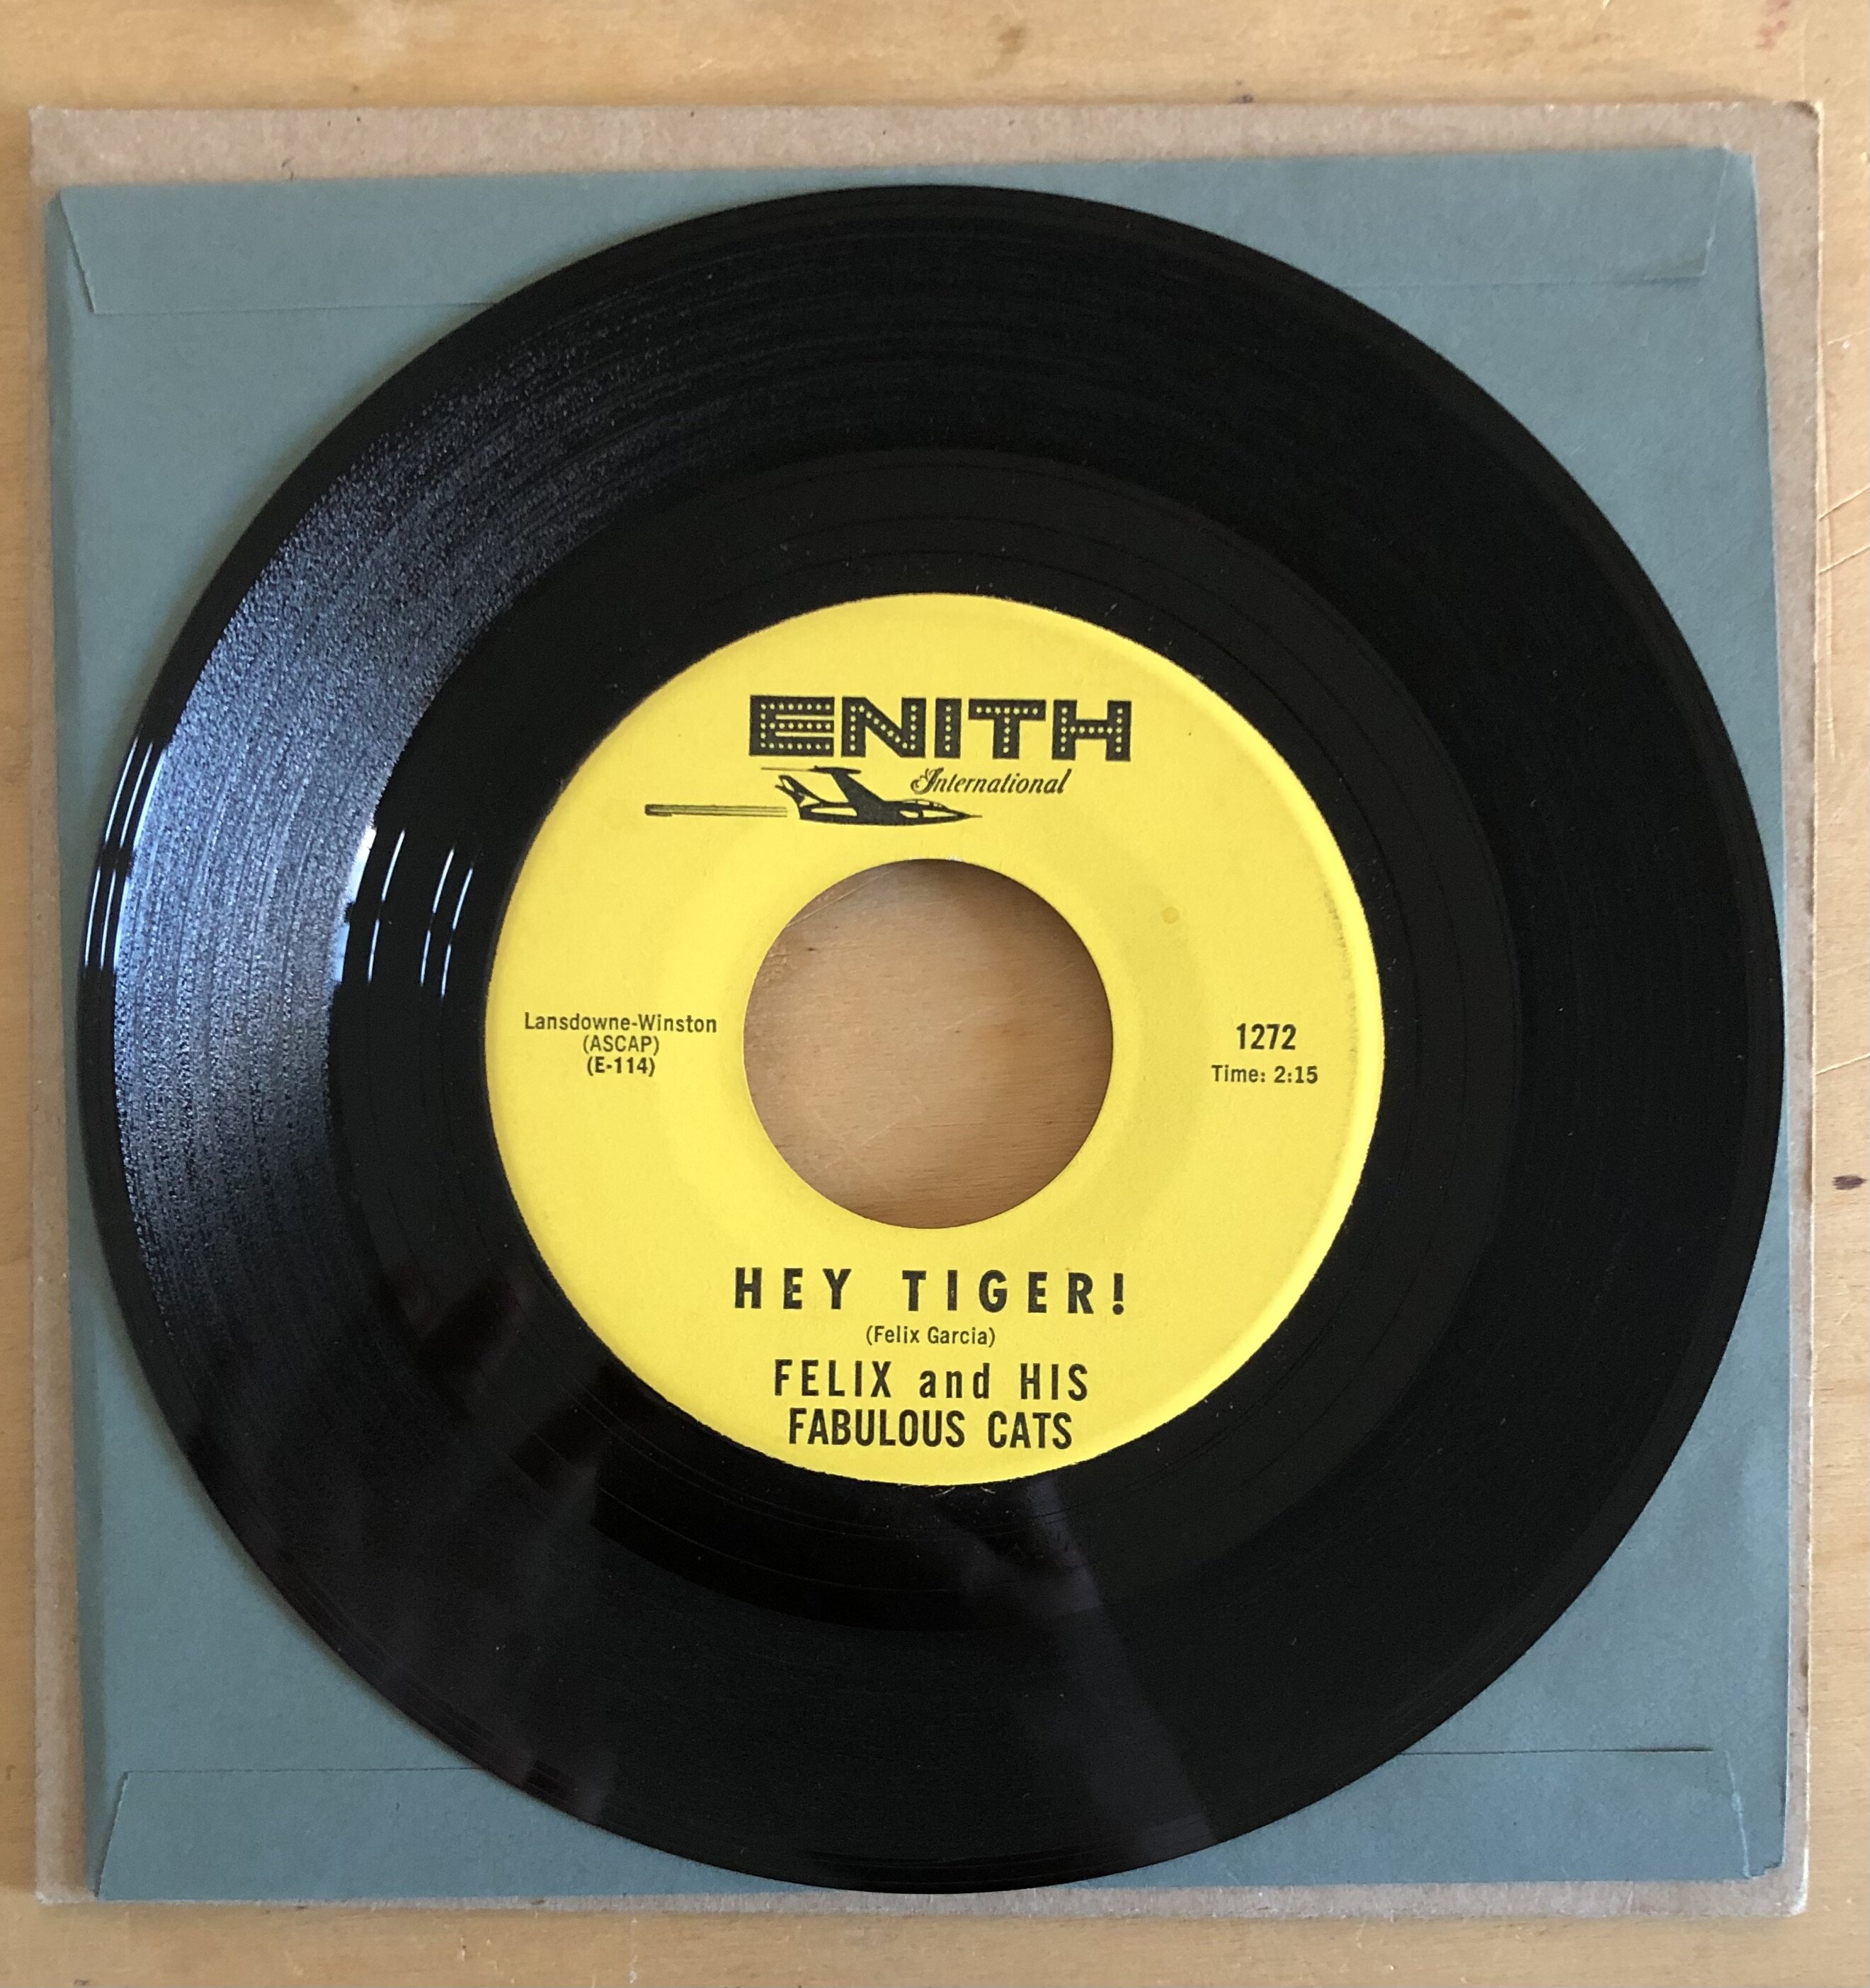 ENITH
International
Lansdowne-Winston
(ASCAP)
(E-114)
1272
Time: 2:15
HEY TIGER!
(Felix Garcia)
FELIX and HIS
FABULOUS CATS